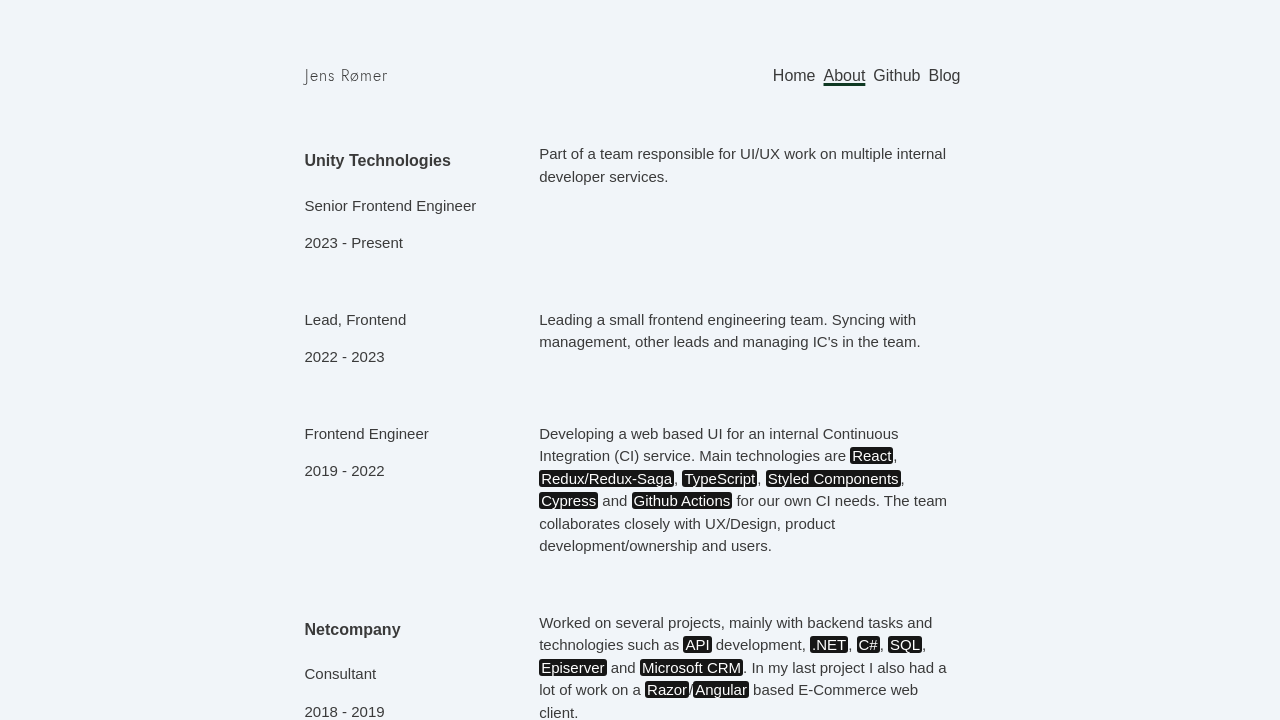 Jens Rømer
Home About Github Blog
Unity Technologies
Senior Frontend Engineer
2023 - Present
Part of a team responsible for UI/UX work on multiple internal
developer services.
Lead, Frontend
2022 - 2023
Leading a small frontend engineering team. Syncing with
management, other leads and managing IC's in the team.
Frontend Engineer
2019 - 2022
Developing a web based UI for an internal Continuous
Integration (CI) service. Main technologies are React,
Redux/Redux-Saga, TypeScript, Styled Components,
Cypress and Github Actions for our own CI needs. The team
collaborates closely with UX/Design, product
development/ownership and users.
Netcompany
Consultant
2018 - 2019
Worked on several projects, mainly with backend tasks and
technologies such as API development, .NET, C#, SQL,
Episerver and Microsoft CRM. In my last project I also had a
lot of work on a Razor/Angular based E-Commerce web
client.